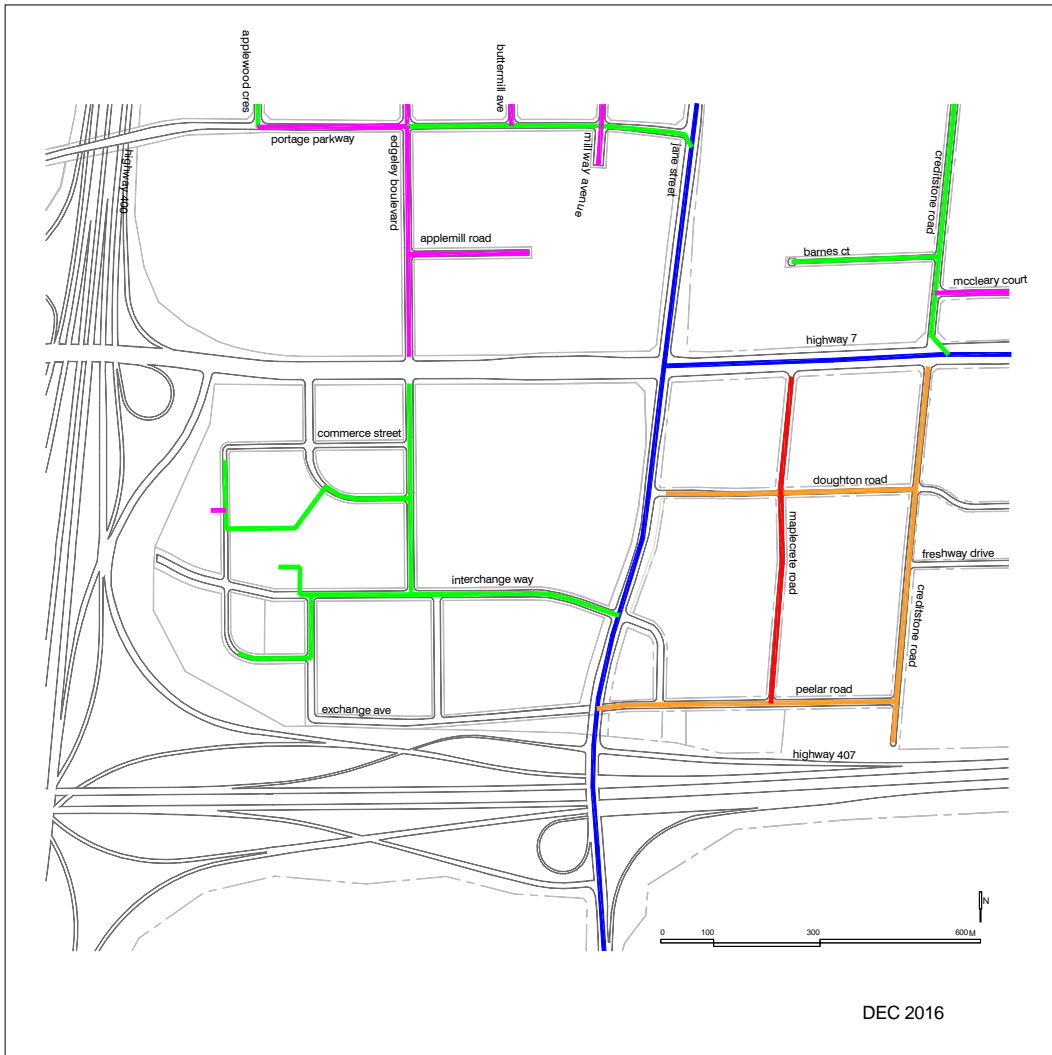 applewood cres
buttermill ave
portage parkway
edgeley boulevard
millway avenue
jane street
highway 400
creditstone road
applemill road
barnes ct
mccleary court
highway 7
commerce street
doughton road
maplecrete road
freshway drive
interchange way
creditstone road
peelar road
exchange ave
highway 407
N
0 100 300 600 M
DEC 2016